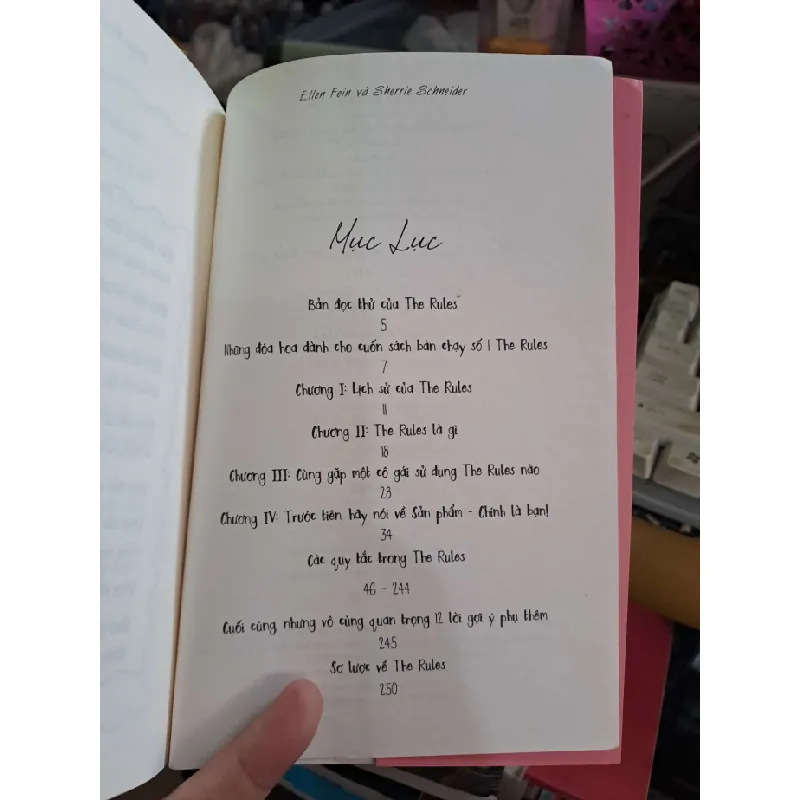 Ellen Fein và Sherrie Schneider
Mục Lục
Bản đọc thử của The Rules
5
Những đóa hoa dành cho cuốn sách bán chạy số 1 The Rules
7
Chương I: Lịch sử của The Rules
11
Chương II: The Rules là gì
18
Chương III: Cùng gặp một cô gái sử dụng The Rules nào
23
Chương IV: Trước tiên hãy nói về Sản phẩm - Chính là bạn!
34
Các quy tắc trong The Rules
46 - 244
Cuối cùng, nhưng vô cùng quan trọng 12 lời gợi ý phụ thêm
245
Sơ lược về The Rules
250